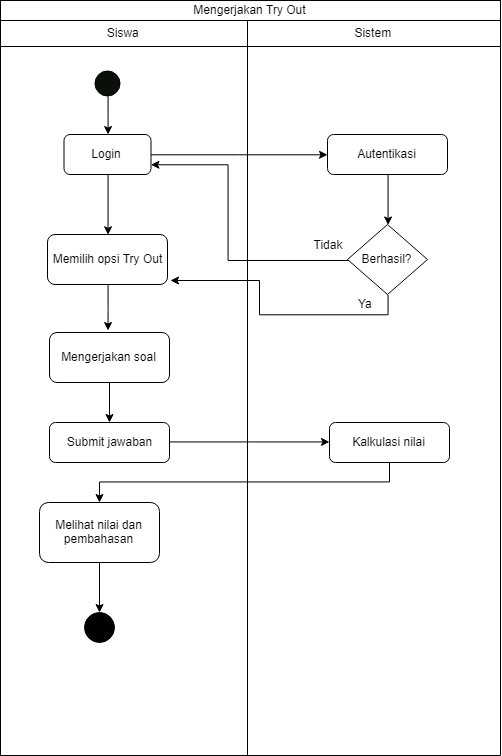 Mengerjakan Try Out
Siswa
Sistem
Login
Autentikasi
Tidak
Berhasil?
Memilih opsi Try Out
Ya
Mengerjakan soal
Submit jawaban
Kalkulasi nilai
Melihat nilai dan
pembahasan